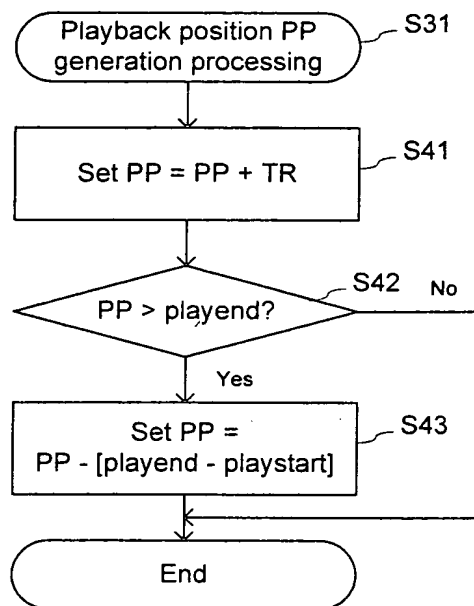 Playback position PP
generation processing
S31
Set PP = PP + TR
S41
PP > playend?
S42
No
Yes
Set PP =
PP - [playend - playstart]
S43
End